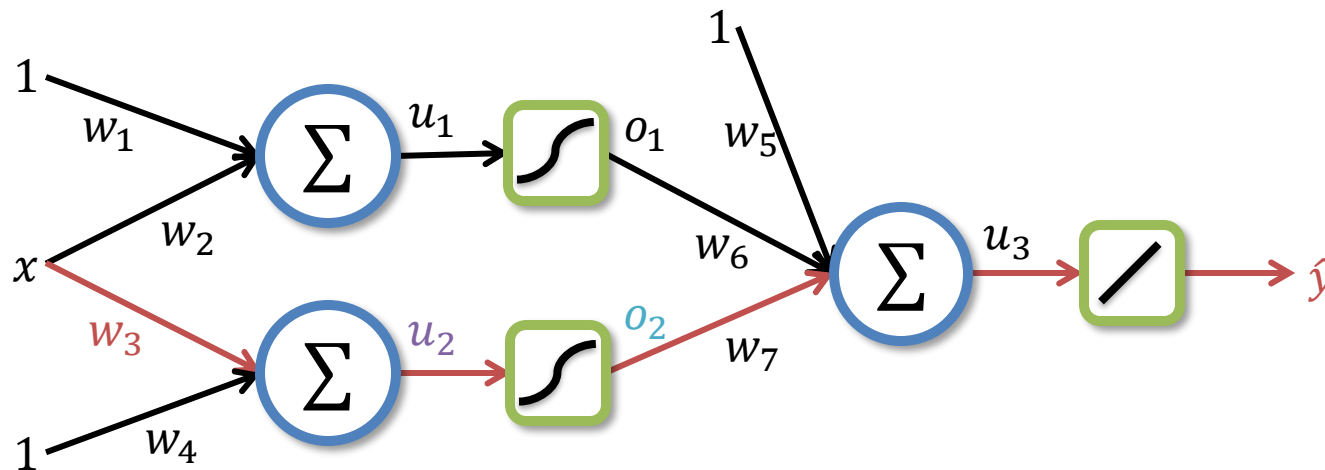 1
1
w₁
Σ
u₁
o₁
w₅
w₂
w₆
Σ
u₃
ŷ
x
w₃
Σ
u₂
o₂
w₇
w₄
1